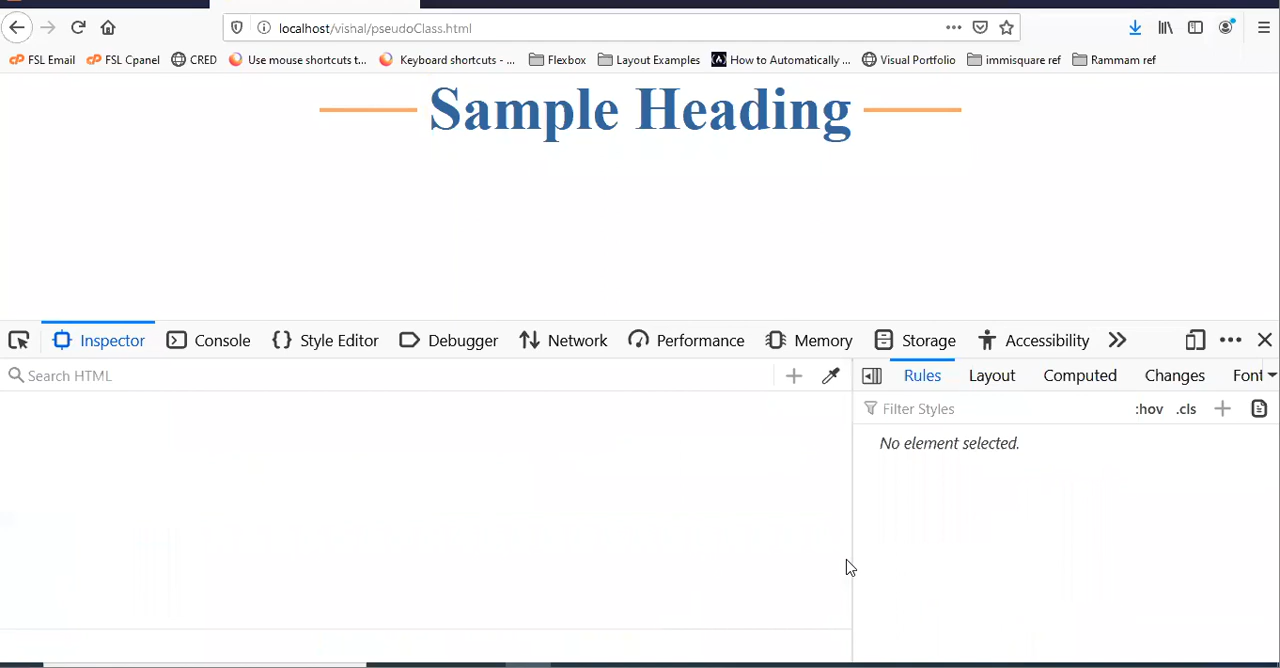 localhost/vishal/pseudoClass.html
FSL Email FSL Cpanel CRED Use mouse shortcuts t... Keyboard shortcuts - ... Flexbox Layout Examples How to Automatically ... Visual Portfolio immisquare ref Rammam ref
Sample Heading
Inspector Console Style Editor Debugger Network Performance Memory Storage Accessibility
Search HTML
Rules Layout Computed Changes Font
Filter Styles :hov .cls
No element selected.